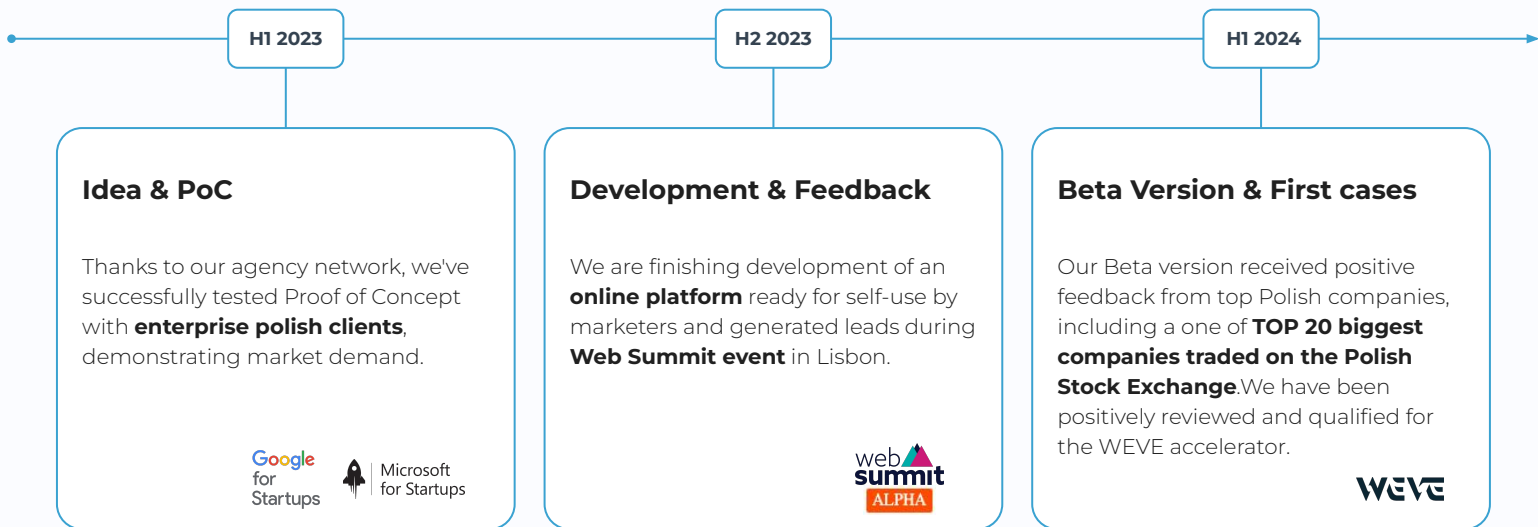 H1 2023
H2 2023
H1 2024
Idea & PoC
Thanks to our agency network, we've
successfully tested Proof of Concept
with enterprise polish clients,
demonstrating market demand.
Google
for
Startups
Microsoft
for Startups
Development & Feedback
We are finishing development of an
online platform ready for self-use by
marketers and generated leads during
Web Summit event in Lisbon.
web
summit
ALPHA
Beta Version & First cases
Our Beta version received positive
feedback from top Polish companies,
including a one of TOP 20 biggest
companies traded on the Polish
Stock Exchange.We have been
positively reviewed and qualified for
the WEVE accelerator.
WEVE